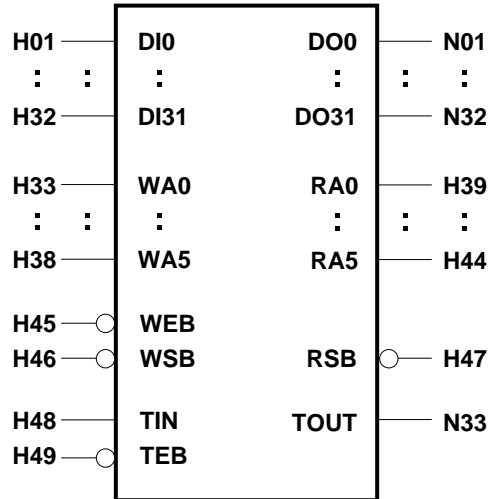 H01 DI0 DO0 N01
: : : : : :
H32 DI31 DO31 N32
H33 WA0 RA0 H39
: : : : : :
H38 WA5 RA5 H44
H45 WEB
H46 WSB RSB H47
H48 TIN TOUT N33
H49 TEB